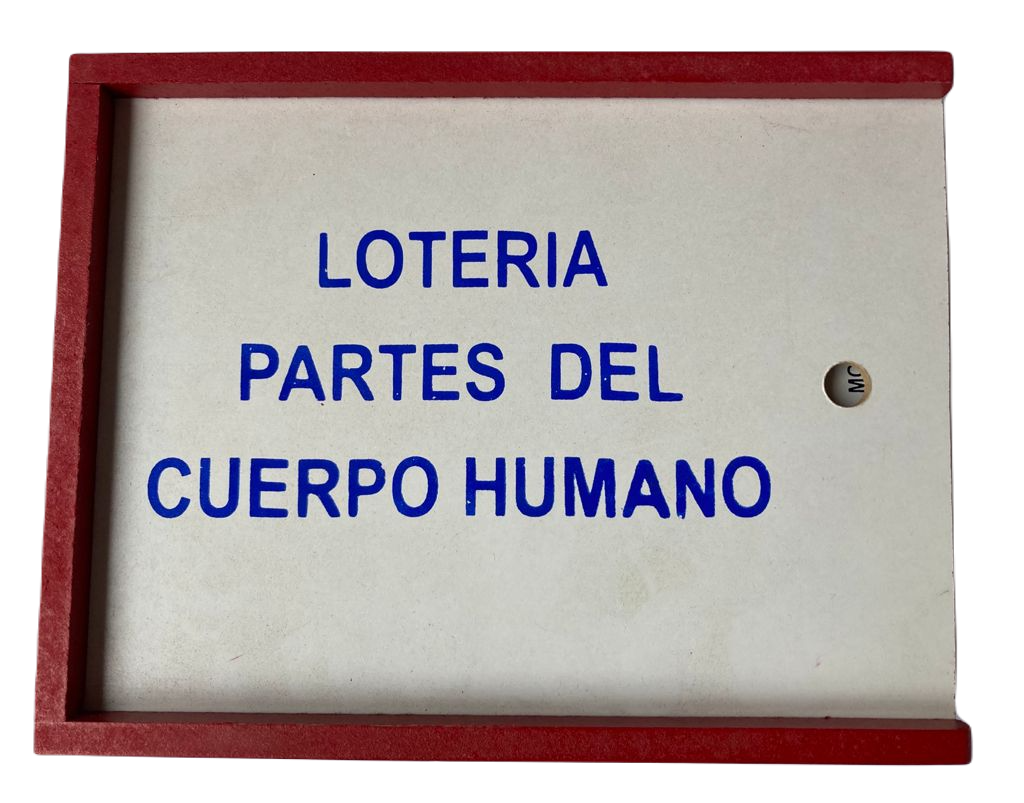 LOTERIA
PARTES DEL
CUERPO HUMANO